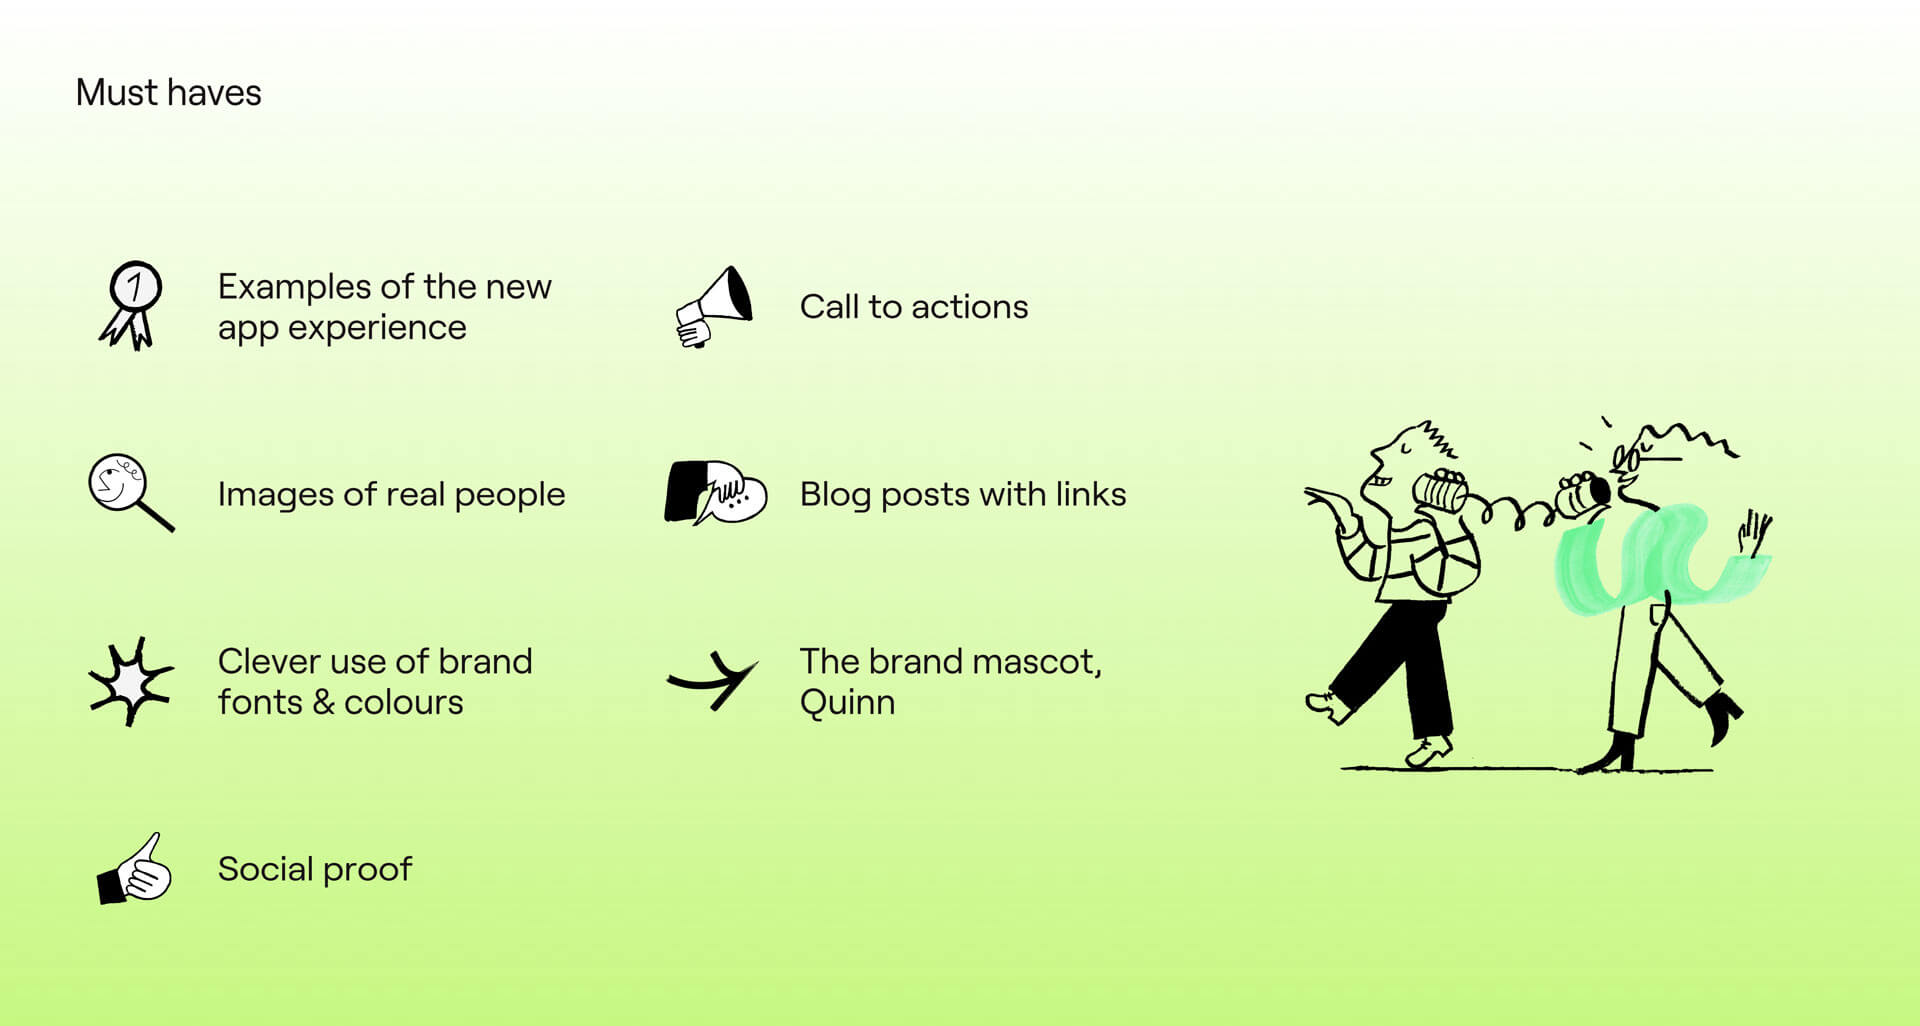 Must haves
1
Examples of the new
app experience
Call to actions
Images of real people
Blog posts with links
Clever use of brand
fonts & colours
The brand mascot,
Quinn
Social proof